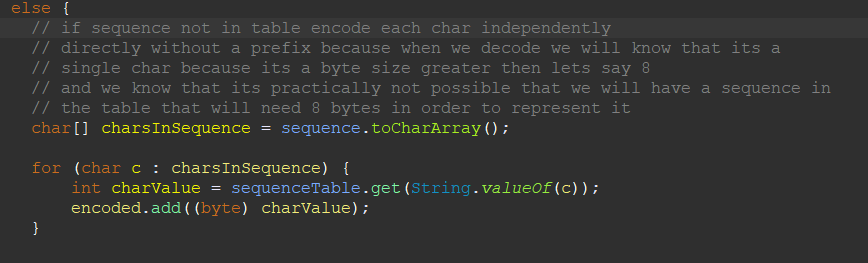 else {
// if sequence not in table encode each char independently
// directly without a prefix because when we decode we will know that its a
// single char because its a byte size greater then lets say 8
// and we know that its practically not possible that we will have a sequence in
// the table that will need 8 bytes in order to represent it
char[] charsInSequence = sequence.toCharArray();
for (char c : charsInSequence) {
int charValue = sequenceTable.get(String.valueOf(c));
encoded.add((byte) charValue);
}